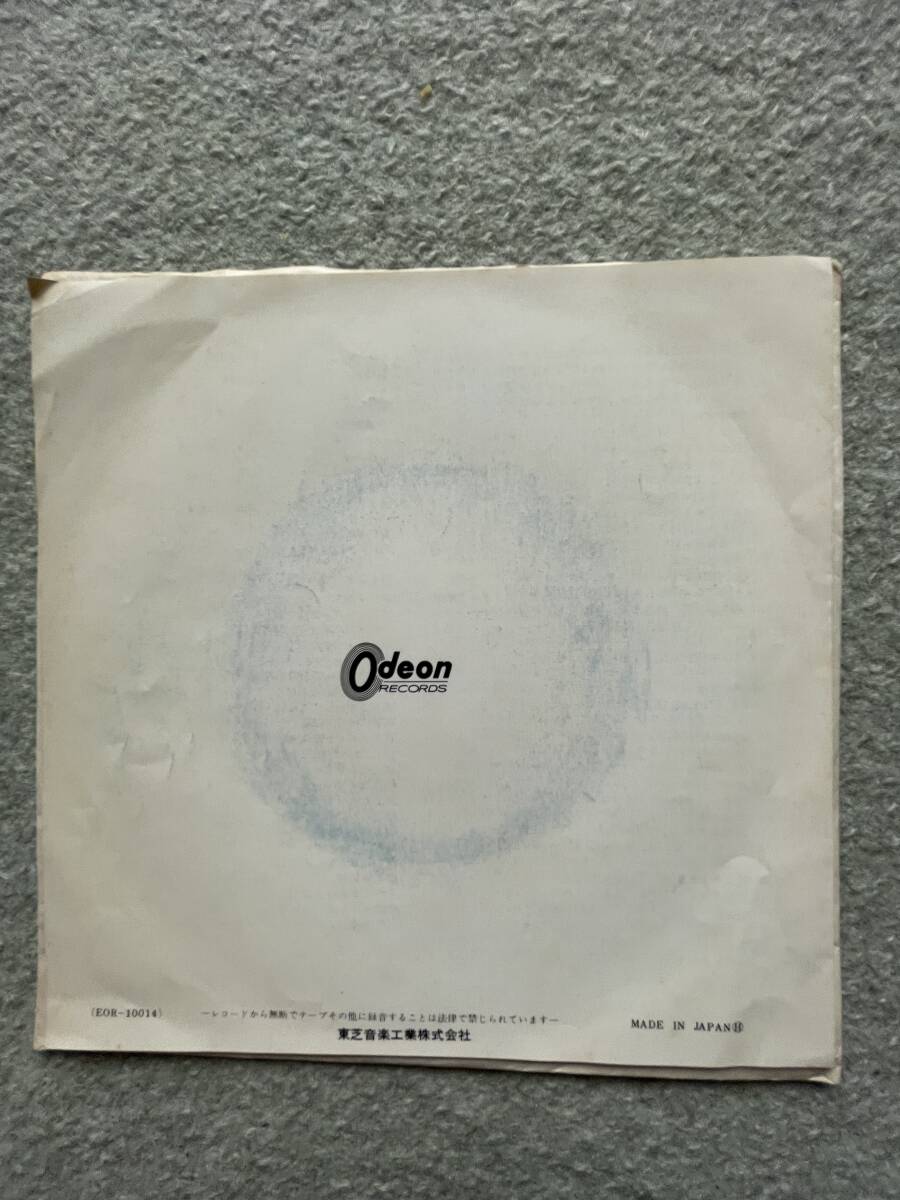 Odeon
RECORDS
(EOR-10014)
―レコードから無断でテープその他に録音することは法律で禁じられています―
東芝音楽工業株式会社
MADE IN JAPAN⑭